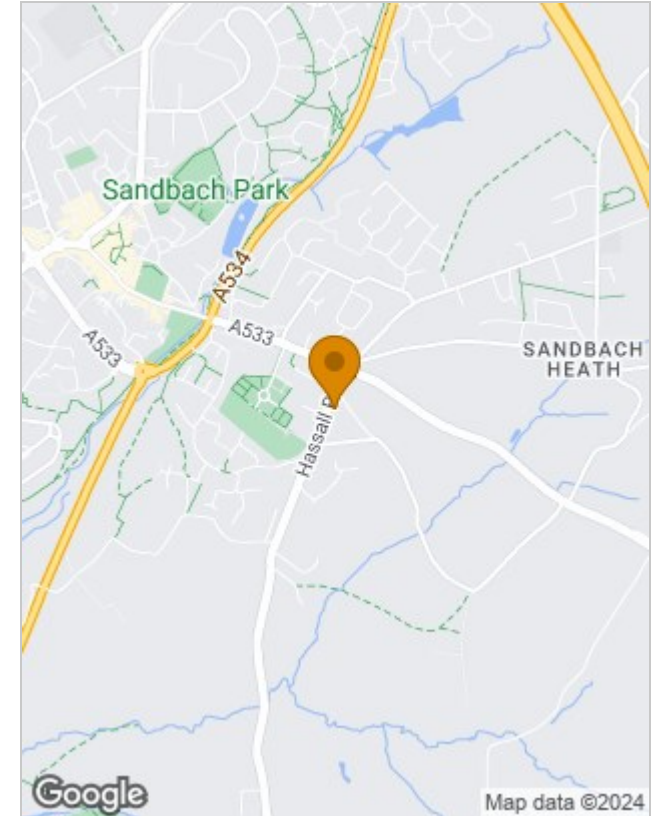 Sandbach Park
A534
A533
A533
SANDBACH
HEATH
Hassall
Google
Map data ©2024